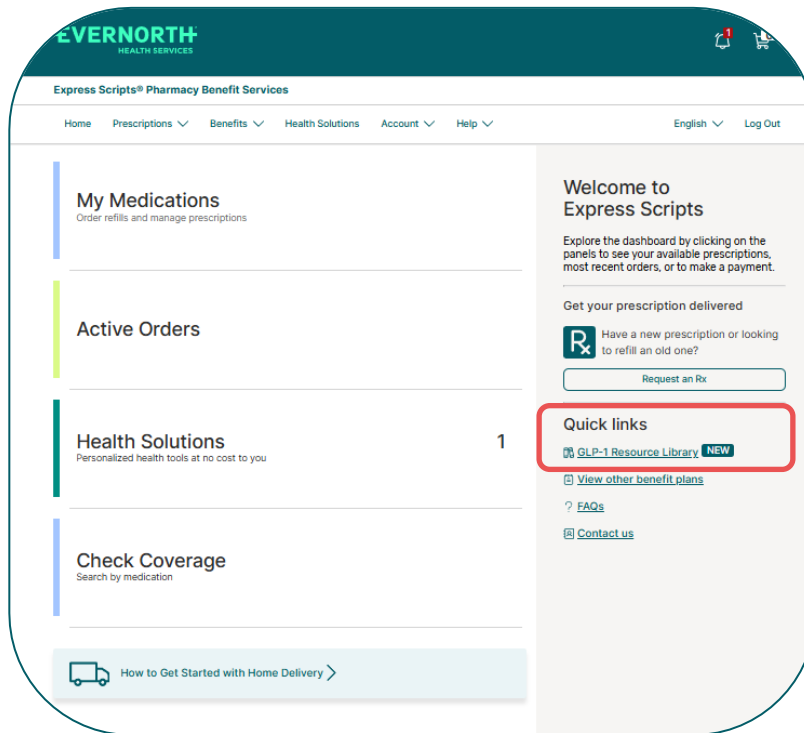 EVERNORTH
HEALTH SERVICES
1
Express Scripts® Pharmacy Benefit Services
Home Prescriptions Benefits Health Solutions Account Help English Log Out
My Medications
Order refills and manage prescriptions
Active Orders
Health Solutions 1
Personalized health tools at no cost to you
Check Coverage
Search by medication
How to Get Started with Home Delivery
Welcome to
Express Scripts
Explore the dashboard by clicking on the
panels to see your available prescriptions,
most recent orders, or to make a payment.
Get your prescription delivered
Rx
Have a new prescription or looking
to refill an old one?
Request an Rx
Quick links
GLP-1 Resource Library NEW
View other benefit plans
? FAQs
Contact us